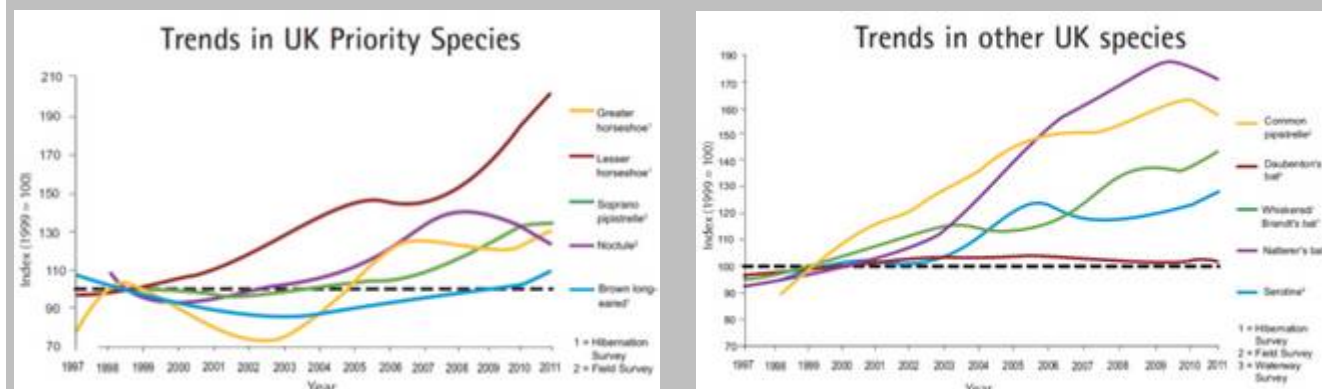 Trends in UK Priority Species
Index (1999 = 100)
210
190
170
150
130
110
90
70
1997 1998 1999 2000 2001 2002 2003 2004 2005 2006 2007 2008 2009 2010 2011
Year
Greater
horseshoe¹
Lesser
horseshoe¹
Soprano
pipistrelle²
Noctule²
Brown long-
eared¹
1 = Hibernation
Survey
2 = Field Survey
Trends in other UK species
Index (1999 = 100)
190
180
170
160
150
140
130
120
110
100
90
80
70
1997 1998 1999 2000 2001 2002 2003 2004 2005 2006 2007 2008 2009 2010 2011
Year
Common
pipistrelle²
Daubenton's
bat³
Whiskered/
Brandt's bat¹
Natterer's bat¹
Serotine²
1 = Hibernation
Survey
2 = Field Survey
3 = Waterway
Survey